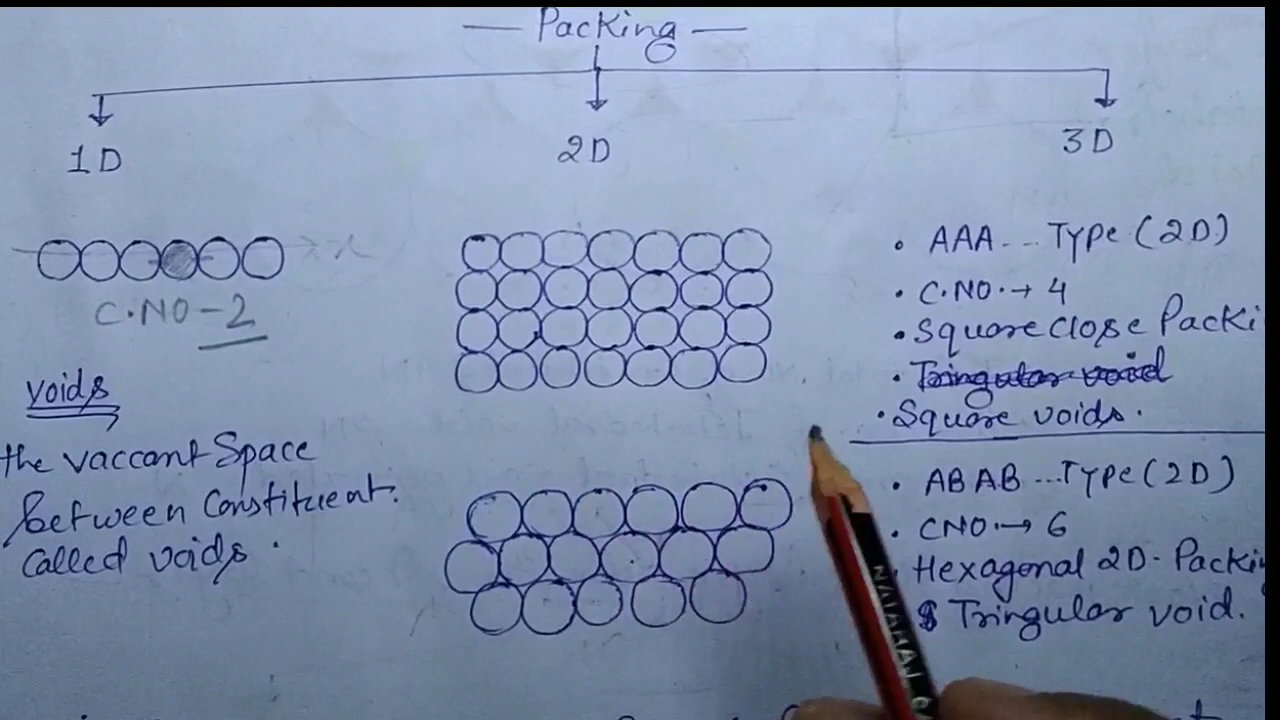 Packing
1D
2D
3D
C.NO-2
voids
the vaccant Space
between Constituent.
called voids.
• AAA... Type (2D)
• C.NO.→ 4
• Square close Packi
• Tringular void
• Square voids.
• ABAB ...Type (2D)
• CNO.→ 6
• Hexagonal 2D-Packi
Tringular void.
NATARAJ